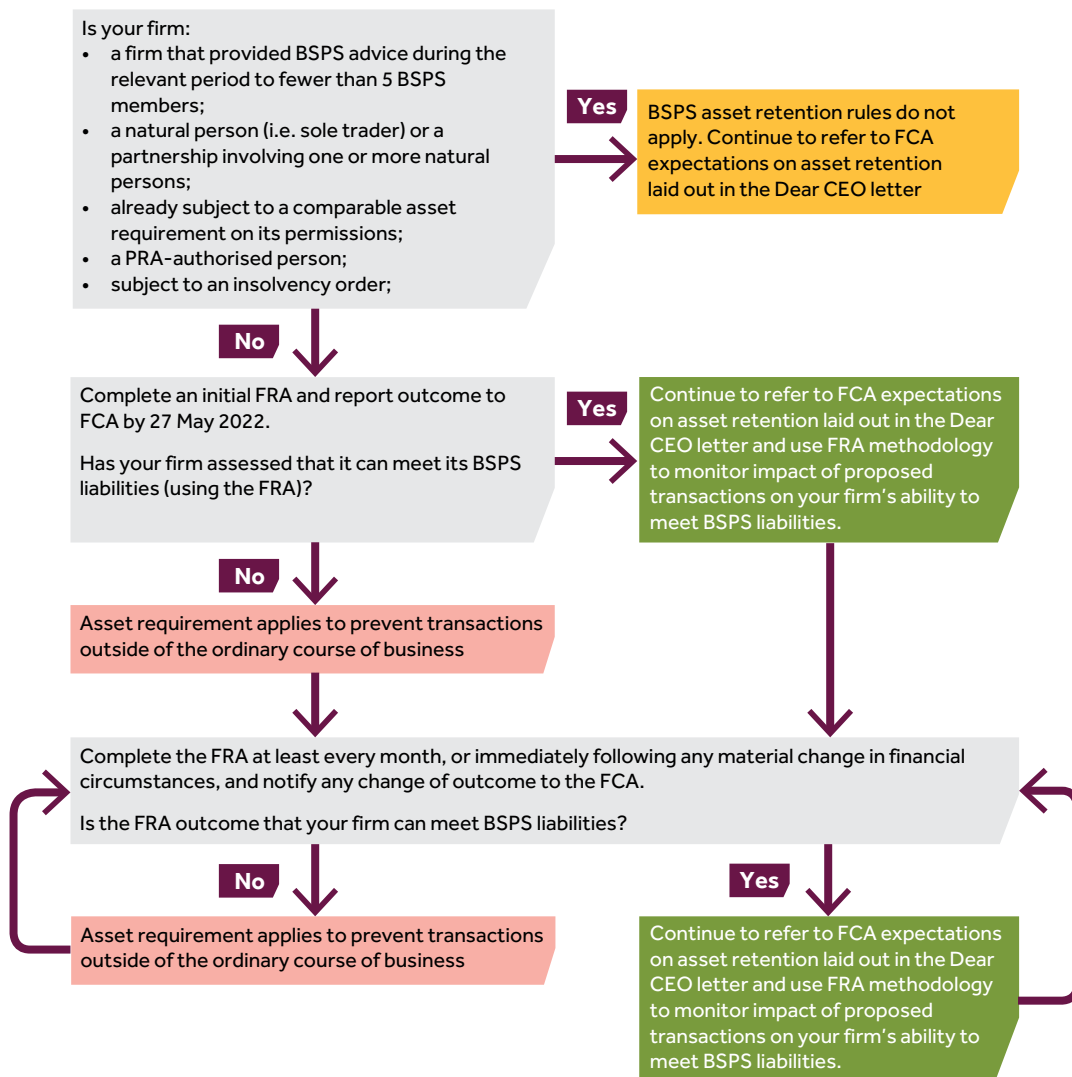 Is your firm:
• a firm that provided BSPS advice during the
relevant period to fewer than 5 BSPS
members;
• a natural person (i.e. sole trader) or a
partnership involving one or more natural
persons;
• already subject to a comparable asset
requirement on its permissions;
• a PRA-authorised person;
• subject to an insolvency order;
Yes
BSPS asset retention rules do not
apply. Continue to refer to FCA
expectations on asset retention
laid out in the Dear CEO letter
No
Complete an initial FRA and report outcome to
FCA by 27 May 2022.
Has your firm assessed that it can meet its BSPS
liabilities (using the FRA)?
Yes
Continue to refer to FCA expectations
on asset retention laid out in the Dear
CEO letter and use FRA methodology
to monitor impact of proposed
transactions on your firm's ability to
meet BSPS liabilities.
No
Asset requirement applies to prevent transactions
outside of the ordinary course of business
Complete the FRA at least every month, or immediately following any material change in financial
circumstances, and notify any change of outcome to the FCA.
Is the FRA outcome that your firm can meet BSPS liabilities?
No
Asset requirement applies to prevent transactions
outside of the ordinary course of business
Yes
Continue to refer to FCA expectations
on asset retention laid out in the Dear
CEO letter and use FRA methodology
to monitor impact of proposed
transactions on your firm's ability to
meet BSPS liabilities.